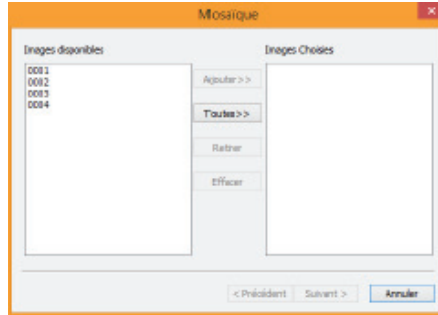 Mosaïque
Images disponibles
Images Choisies
0001
0002
0003
0004
Ajouter >>
Toutes >>
Retirer
Effacer
< Précédent
Suivant >
Annuler